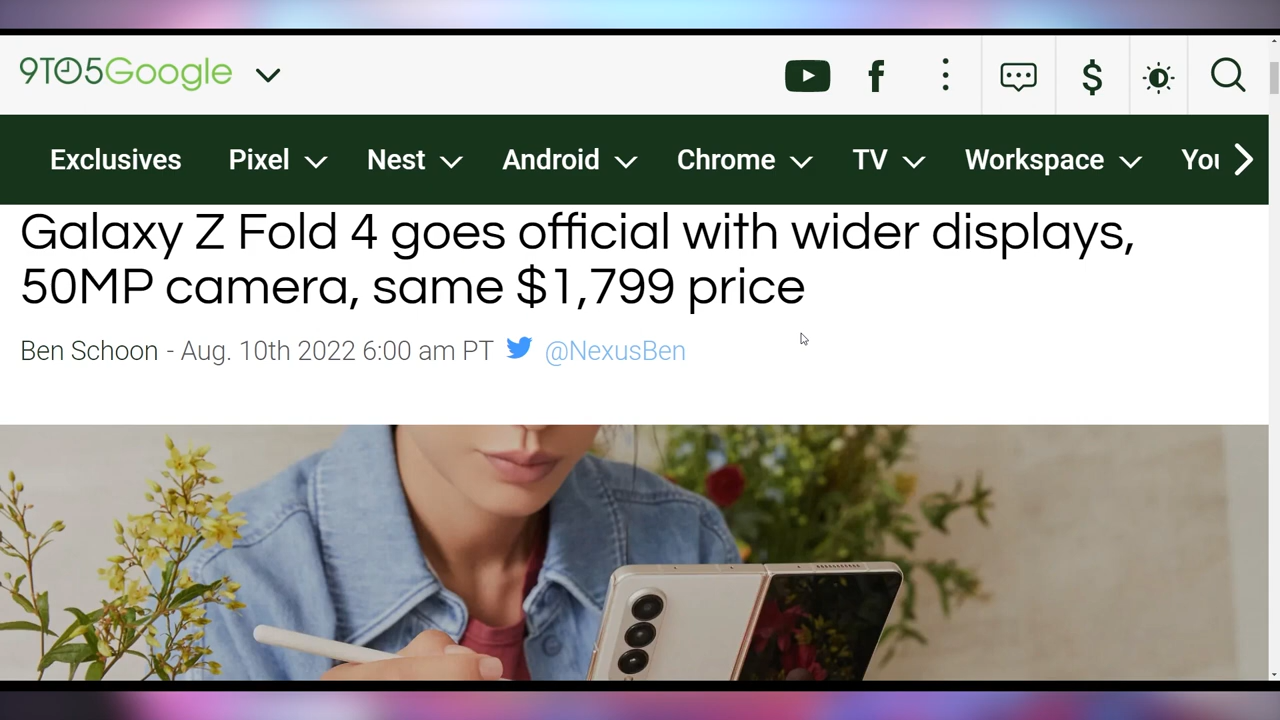 9TO5Google
Exclusives Pixel Nest Android Chrome TV Workspace
Galaxy Z Fold 4 goes official with wider displays,
50MP camera, same $1,799 price
Ben Schoon - Aug. 10th 2022 6:00 am PT @NexusBen